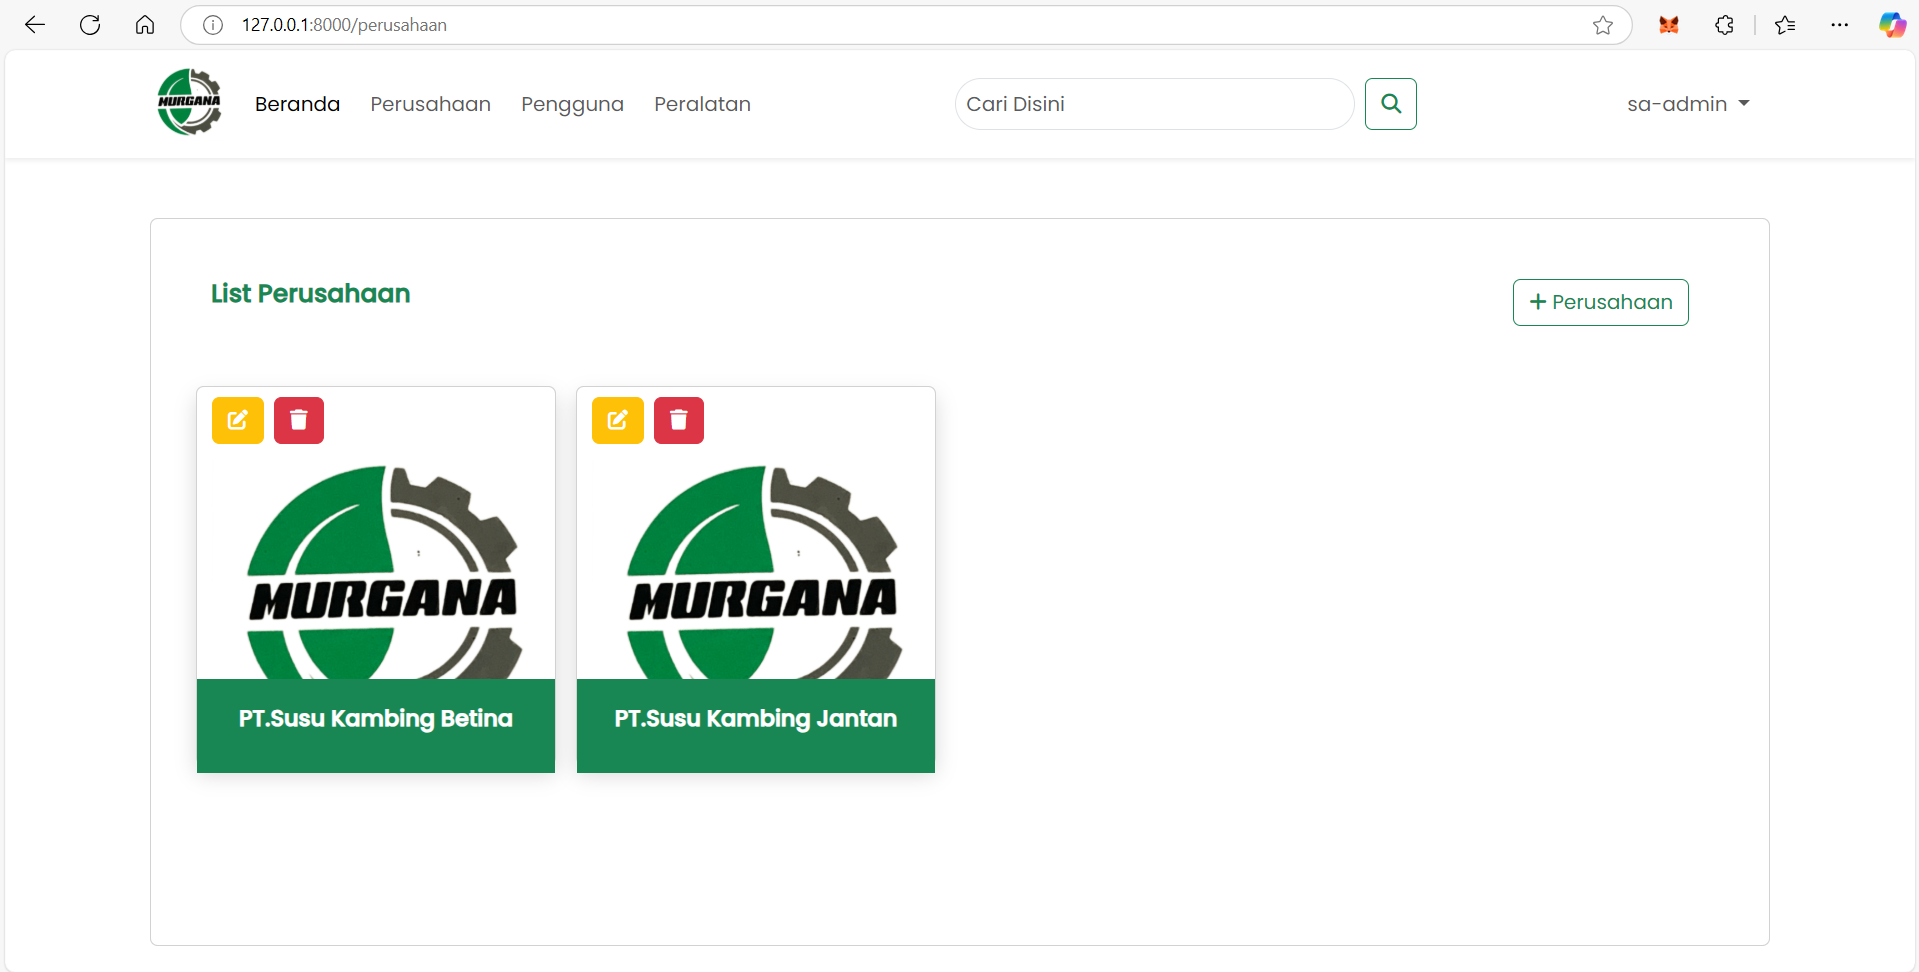 127.0.0.1:8000/perusahaan
MURGANA
Beranda Perusahaan Pengguna Peralatan
Cari Disini
sa-admin
List Perusahaan
+ Perusahaan
MURGANA
PT.Susu Kambing Betina
MURGANA
PT.Susu Kambing Jantan